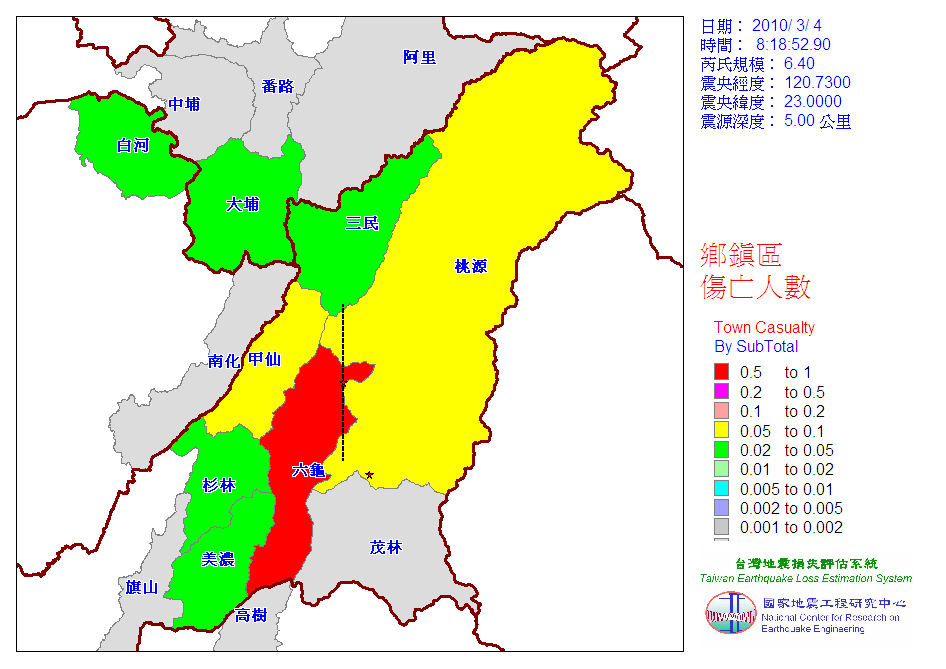 日期： 2010/ 3/ 4
時間： 8:18:52.90
芮氏規模： 6.40
震央經度： 120.7300
震央緯度： 23.0000
震源深度： 5.00 公里
阿里
番路
中埔
白河
大埔
三民
桃源
南化
甲仙
六龜
杉林
美濃
茂林
旗山
高樹
鄉鎮區
傷亡人數
Town Casualty
By SubTotal
0.5 to 1
0.2 to 0.5
0.1 to 0.2
0.05 to 0.1
0.02 to 0.05
0.01 to 0.02
0.005 to 0.01
0.002 to 0.005
0.001 to 0.002
台灣地震損失評估系統
Taiwan Earthquake Loss Estimation System
國家地震工程研究中心
National Center for Research on
Earthquake Engineering